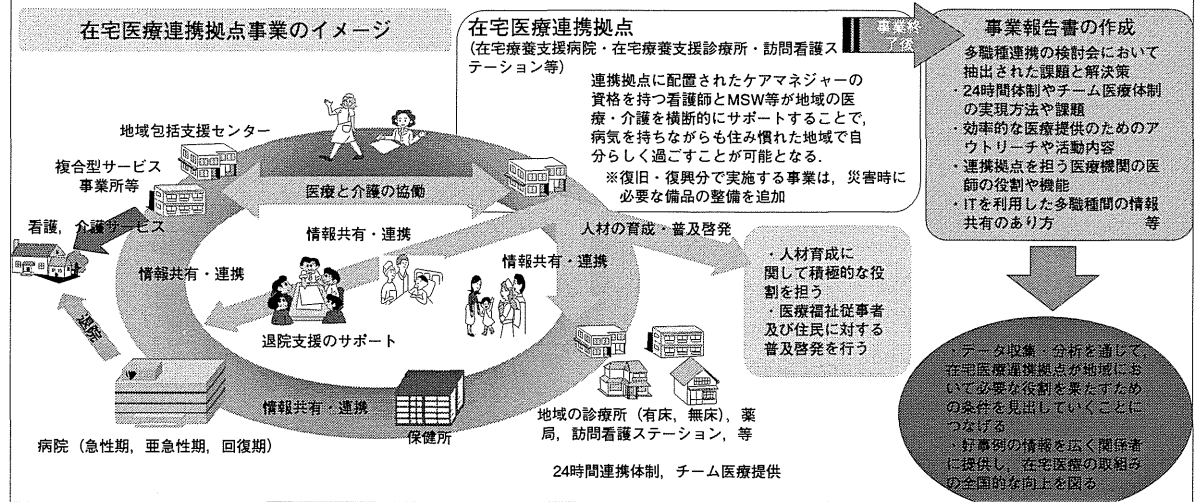 在宅医療連携拠点事業のイメージ
在宅医療連携拠点
(在宅療養支援病院・在宅療養支援診療所・訪問看護ス
テーション等)
事業終
了後
連携拠点に配置されたケアマネジャーの
資格を持つ看護師とMSW等が地域の医
療・介護を横断的にサポートすることで,
病気を持ちながらも住み慣れた地域で自
分らしく過ごすことが可能となる.
※復旧・復興分で実施する事業は, 災害時に
必要な備品の整備を追加
事業報告書の作成
多職種連携の検討会において
抽出された課題と解決策
・24時間体制やチーム医療体制
の実現方法や課題
・効率的な医療提供のためのア
ウトリーチや活動内容
・連携拠点を担う医療機関の医
師の役割や機能
・ITを利用した多職種間の情報
共有のあり方 等
地域包括支援センター
複合型サービス
事業所等
医療と介護の協働
看護, 介護サービス
情報共有・連携
人材の育成・普及啓発
情報共有・連携
情報共有・連携
・人材育成に
関して積極的な役
割を担う
・医療福祉従事者
及び住民に対する
普及啓発を行う
退院支援のサポート
退院
情報共有・連携
保健所
病院 (急性期, 亜急性期, 回復期)
地域の診療所 (有床, 無床), 薬
局, 訪問看護ステーション, 等
24時間連携体制, チーム医療提供
・データ収集, 分析を通じて,
在宅医療連携拠点が地域にお
いて必要な役割を果たすため
の条件を見出していくことに
つなげる
・好事例の情報を広く関係者
に提供し, 在宅医療の取組み
の全国的な向上を図る